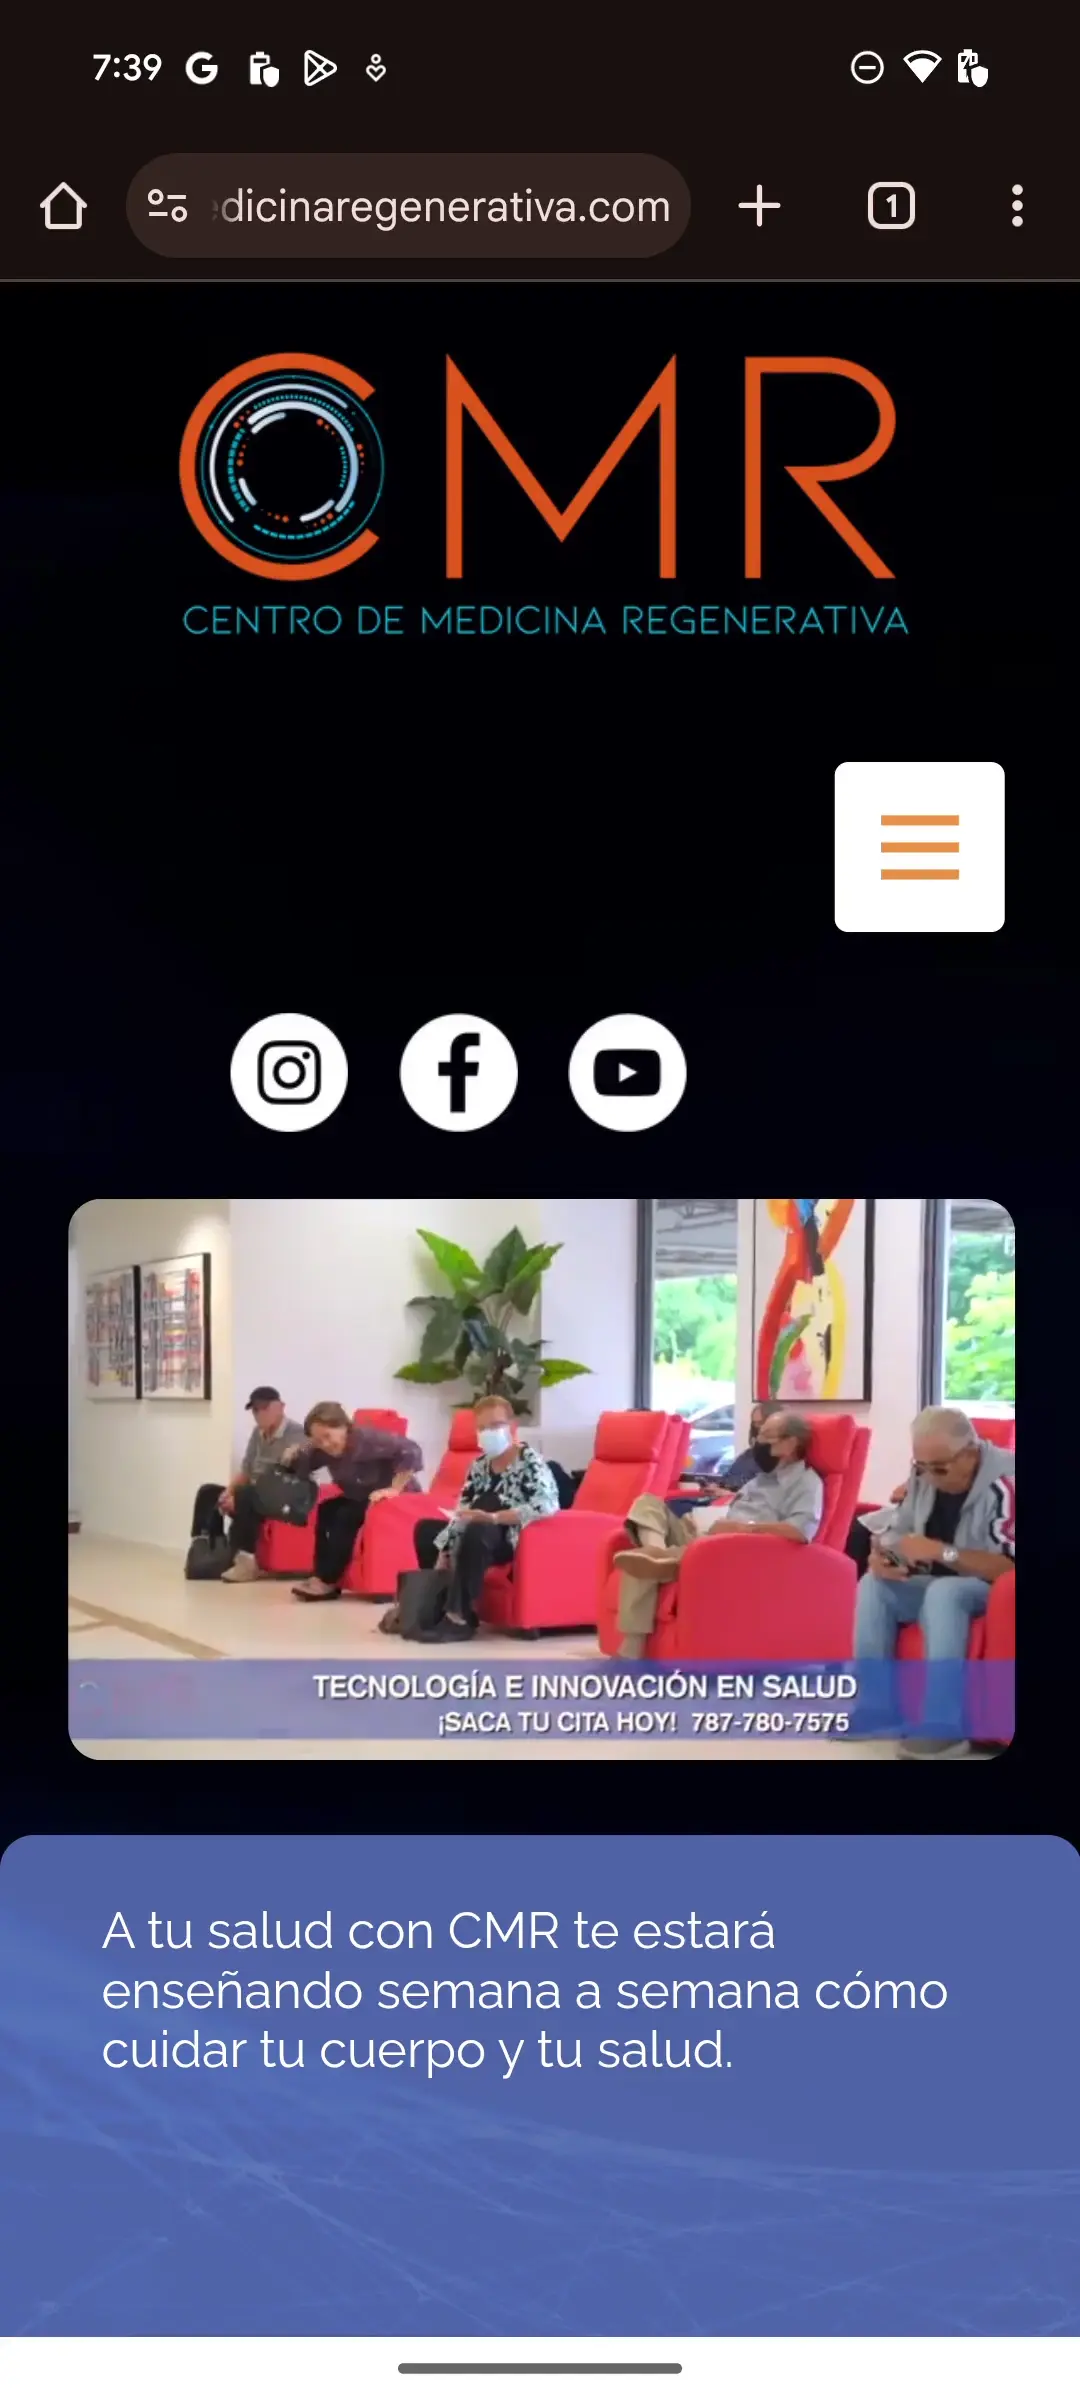 7:39
edicinaregenerativa.com
1
CMR
CENTRO DE MEDICINA REGENERATIVA
TECNOLOGÍA E INNOVACIÓN EN SALUD
¡SACA TU CITA HOY! 787-780-7575
A tu salud con CMR te estará
enseñando semana a semana cómo
cuidar tu cuerpo y tu salud.